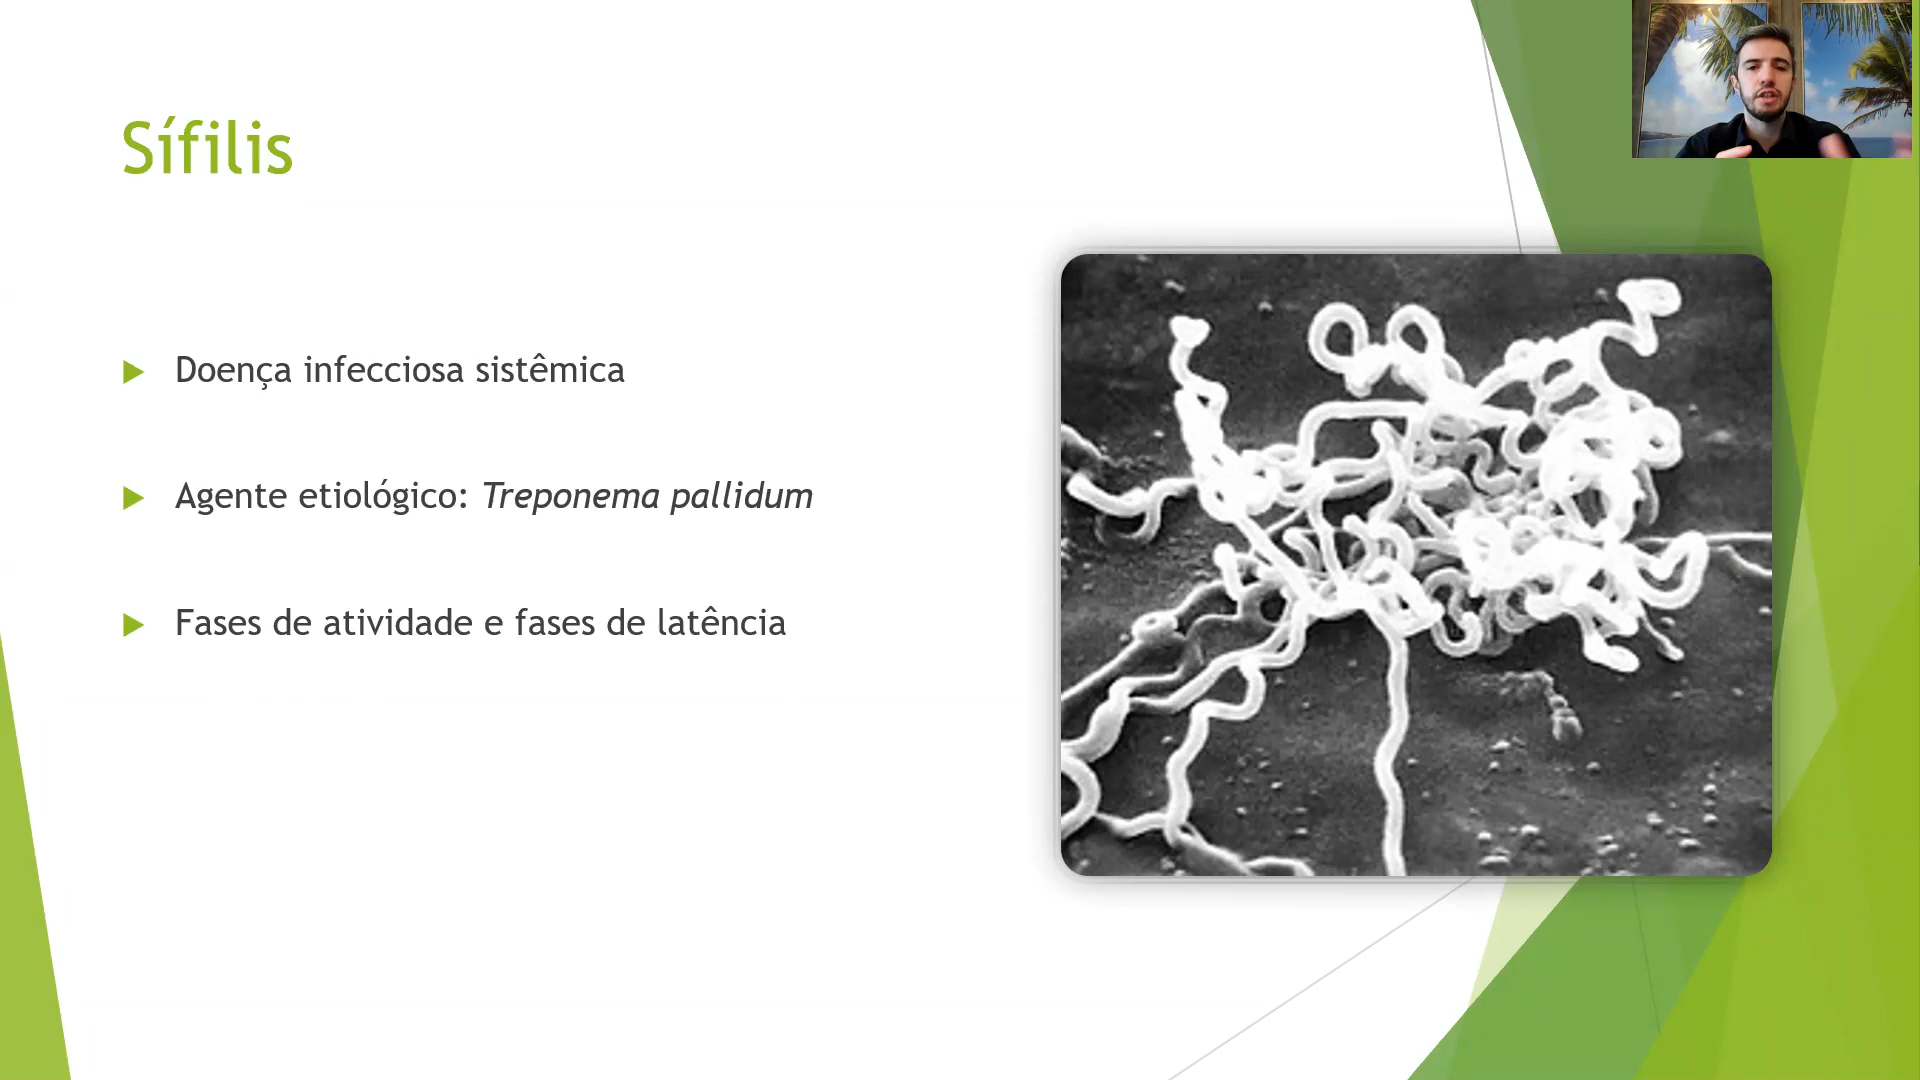 Sífilis
Doença infecciosa sistêmica
Agente etiológico: Treponema pallidum
Fases de atividade e fases de latência